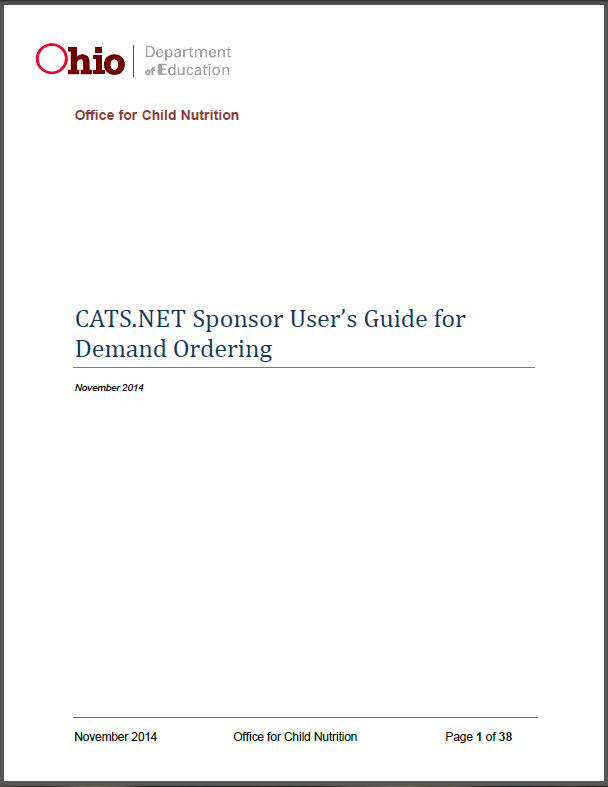 Ohio Department
of Education
Office for Child Nutrition
CATS.NET Sponsor User’s Guide for
Demand Ordering
November 2014
November 2014 Office for Child Nutrition Page 1 of 38